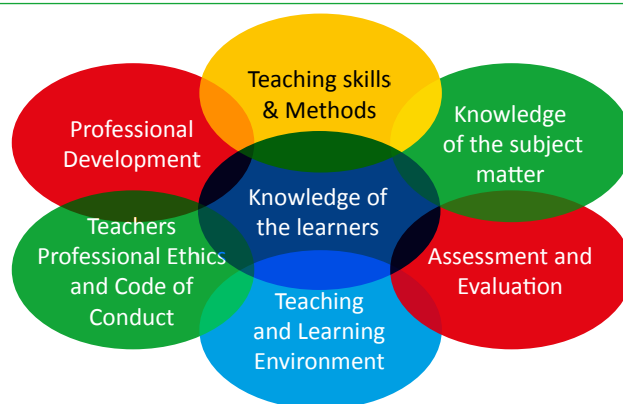 Teaching skills
& Methods
Professional
Development
Knowledge
of the subject
matter
Knowledge of
the learners
Teachers
Professional Ethics
and Code of
Conduct
Assessment and
Evaluation
Teaching
and Learning
Environment